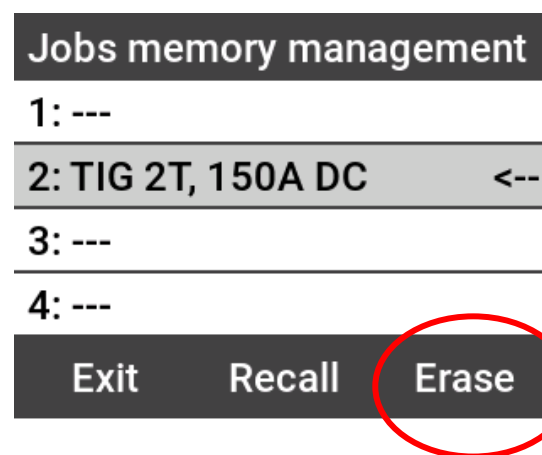 Jobs memory management
1: ---
2: TIG 2T, 150A DC <--
3: ---
4: ---
Exit Recall Erase